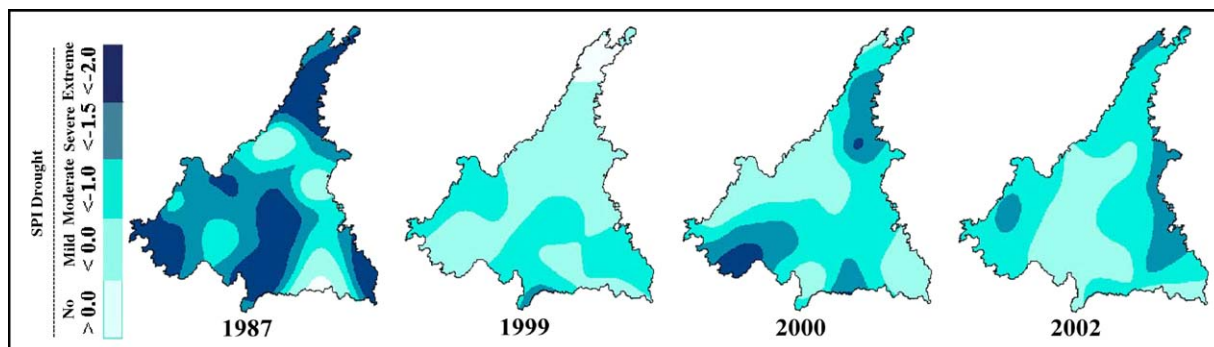 SPI Drought
No Mild Moderate Severe Extreme
> 0.0 < 0.0 <-1.0 <-1.5 <-2.0
1987 1999 2000 2002